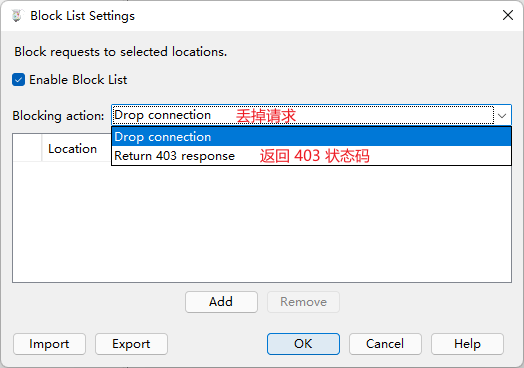 Block List Settings
Block requests to selected locations.
Enable Block List
Blocking action: Drop connection 丢掉请求
Drop connection
Return 403 response 返回 403 状态码
Location
Add Remove
Import Export OK Cancel Help